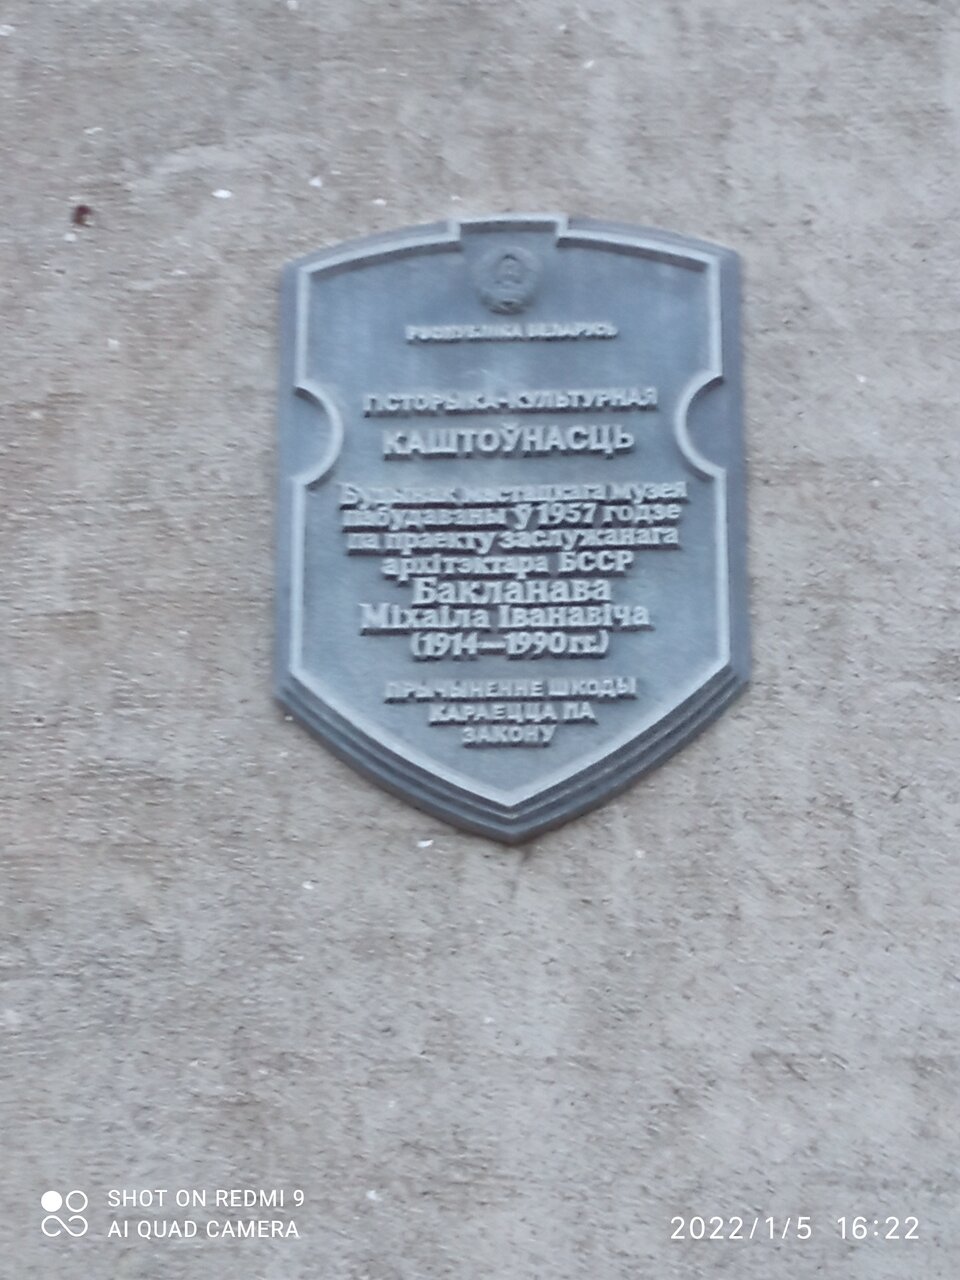 РЭСПУБЛІКА БЕЛАРУСЬ
ГІСТОРЫКА-КУЛЬТУРНАЯ
КАШТОЎНАСЦЬ
Будынак мастацкага музея
пабудаваны ў 1957 годзе
па праекту заслужанага
архітэктара БССР
Бакланава
Міхаіла Іванавіча
(1914—1990 гг.)
ПРЫЧЫНЕННЕ ШКОДЫ
КАРАЕЦЦА ПА
ЗАКОНУ
SHOT ON REDMI 9
AI QUAD CAMERA
2022/1/5 16:22